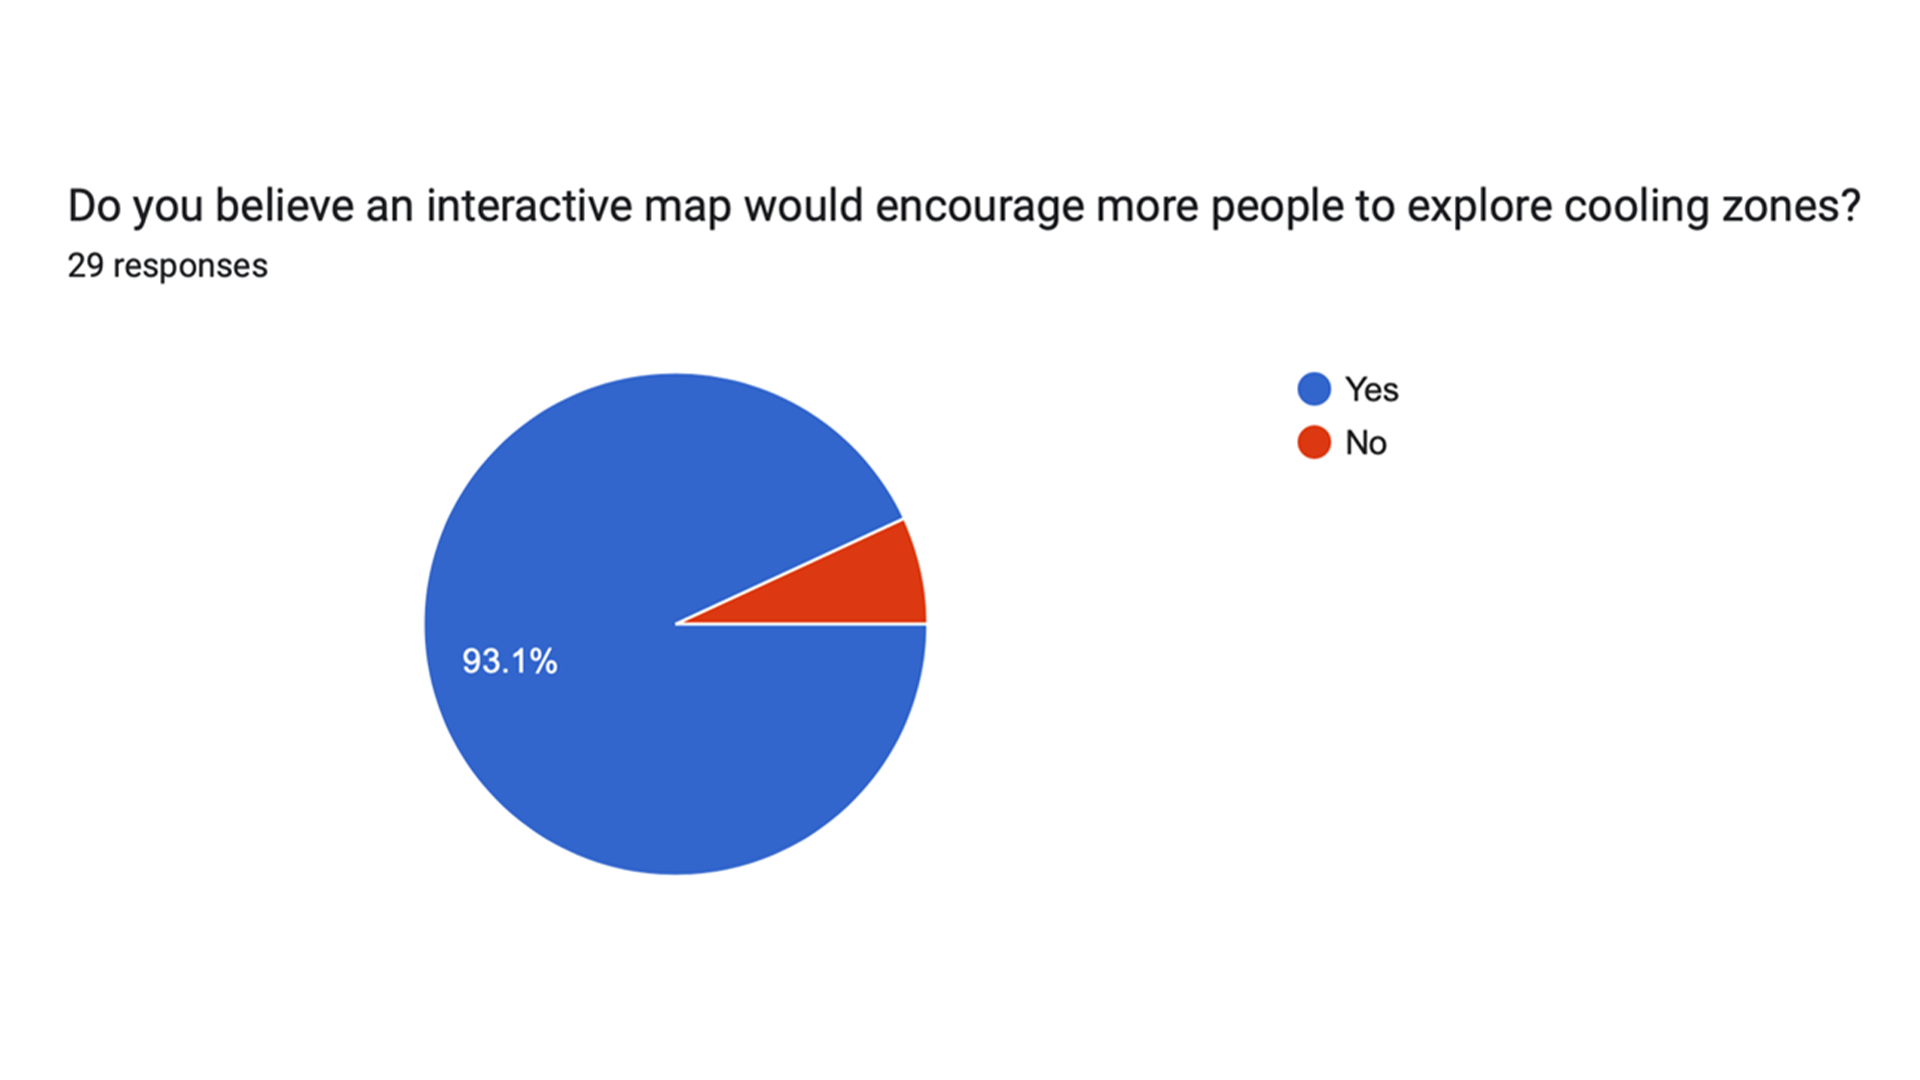 Do you believe an interactive map would encourage more people to explore cooling zones?
29 responses
Yes
No
93.1%